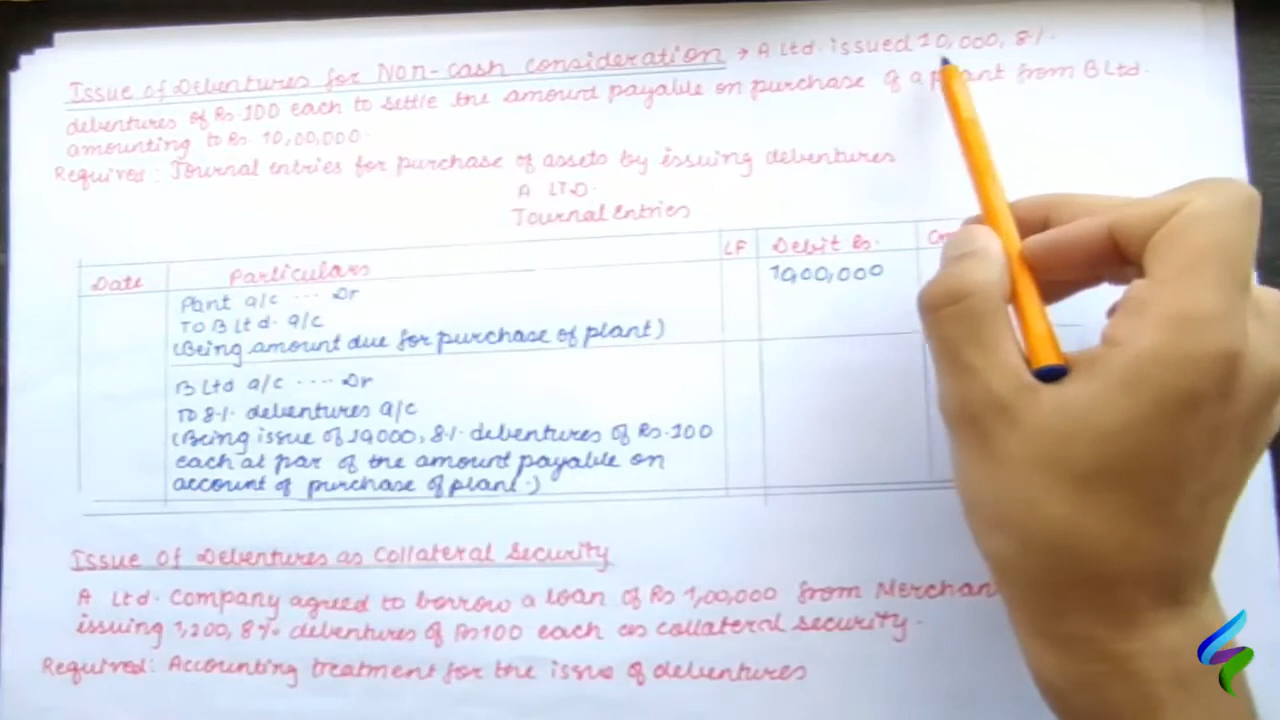 Issue of Debentures for Non-cash consideration → A Ltd. issued 10,000, 8%
debentures of Rs.100 each to settle the amount payable on purchase of a plant from B Ltd.
amounting to Rs. 10,00,000.
Required: Journal entries for purchase of assets by issuing debentures
A LTD.
Journal Entries
Date Particulars LF Debit Rs.
Plant a/c ... Dr 10,00,000
TO B Ltd. a/c
(Being amount due for purchase of plant)
B Ltd a/c .... Dr
TO 8% debentures a/c
(Being issue of 10,000, 8% debentures of Rs.100
each at par of the amount payable on
account of purchase of plant.)
Issue of Debentures as Collateral Security
A Ltd. Company agreed to borrow a loan of Rs 1,00,000 from
issuing 1,200, 8% debentures of Rs 100 each as collateral security.
Required: Accounting treatment for the issue of debentures